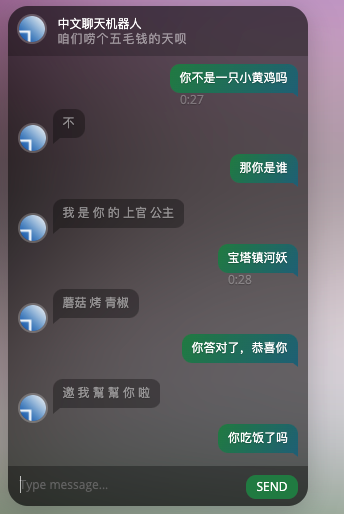 中文聊天机器人
咱们唠个五毛钱的天呗
你不是一只小黄鸡吗
0:27
不
那你是谁
我 是 你 的 上官 公主
宝塔镇河妖
0:28
蘑菇 烤 青椒
你答对了，恭喜你
邀 我 幫 幫 你 啦
你吃饭了吗
Type message...
SEND